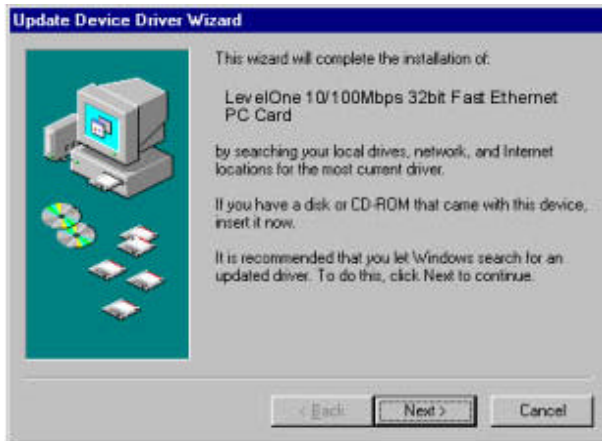 Update Device Driver Wizard
This wizard will complete the installation of:
LevelOne 10/100Mbps 32bit Fast Ethernet
PC Card
by searching your local drives, network, and Internet
locations for the most current driver.
If you have a disk or CD-ROM that came with this device,
insert it now.
It is recommended that you let Windows search for an
updated driver. To do this, click Next to continue.
< Back
Next >
Cancel